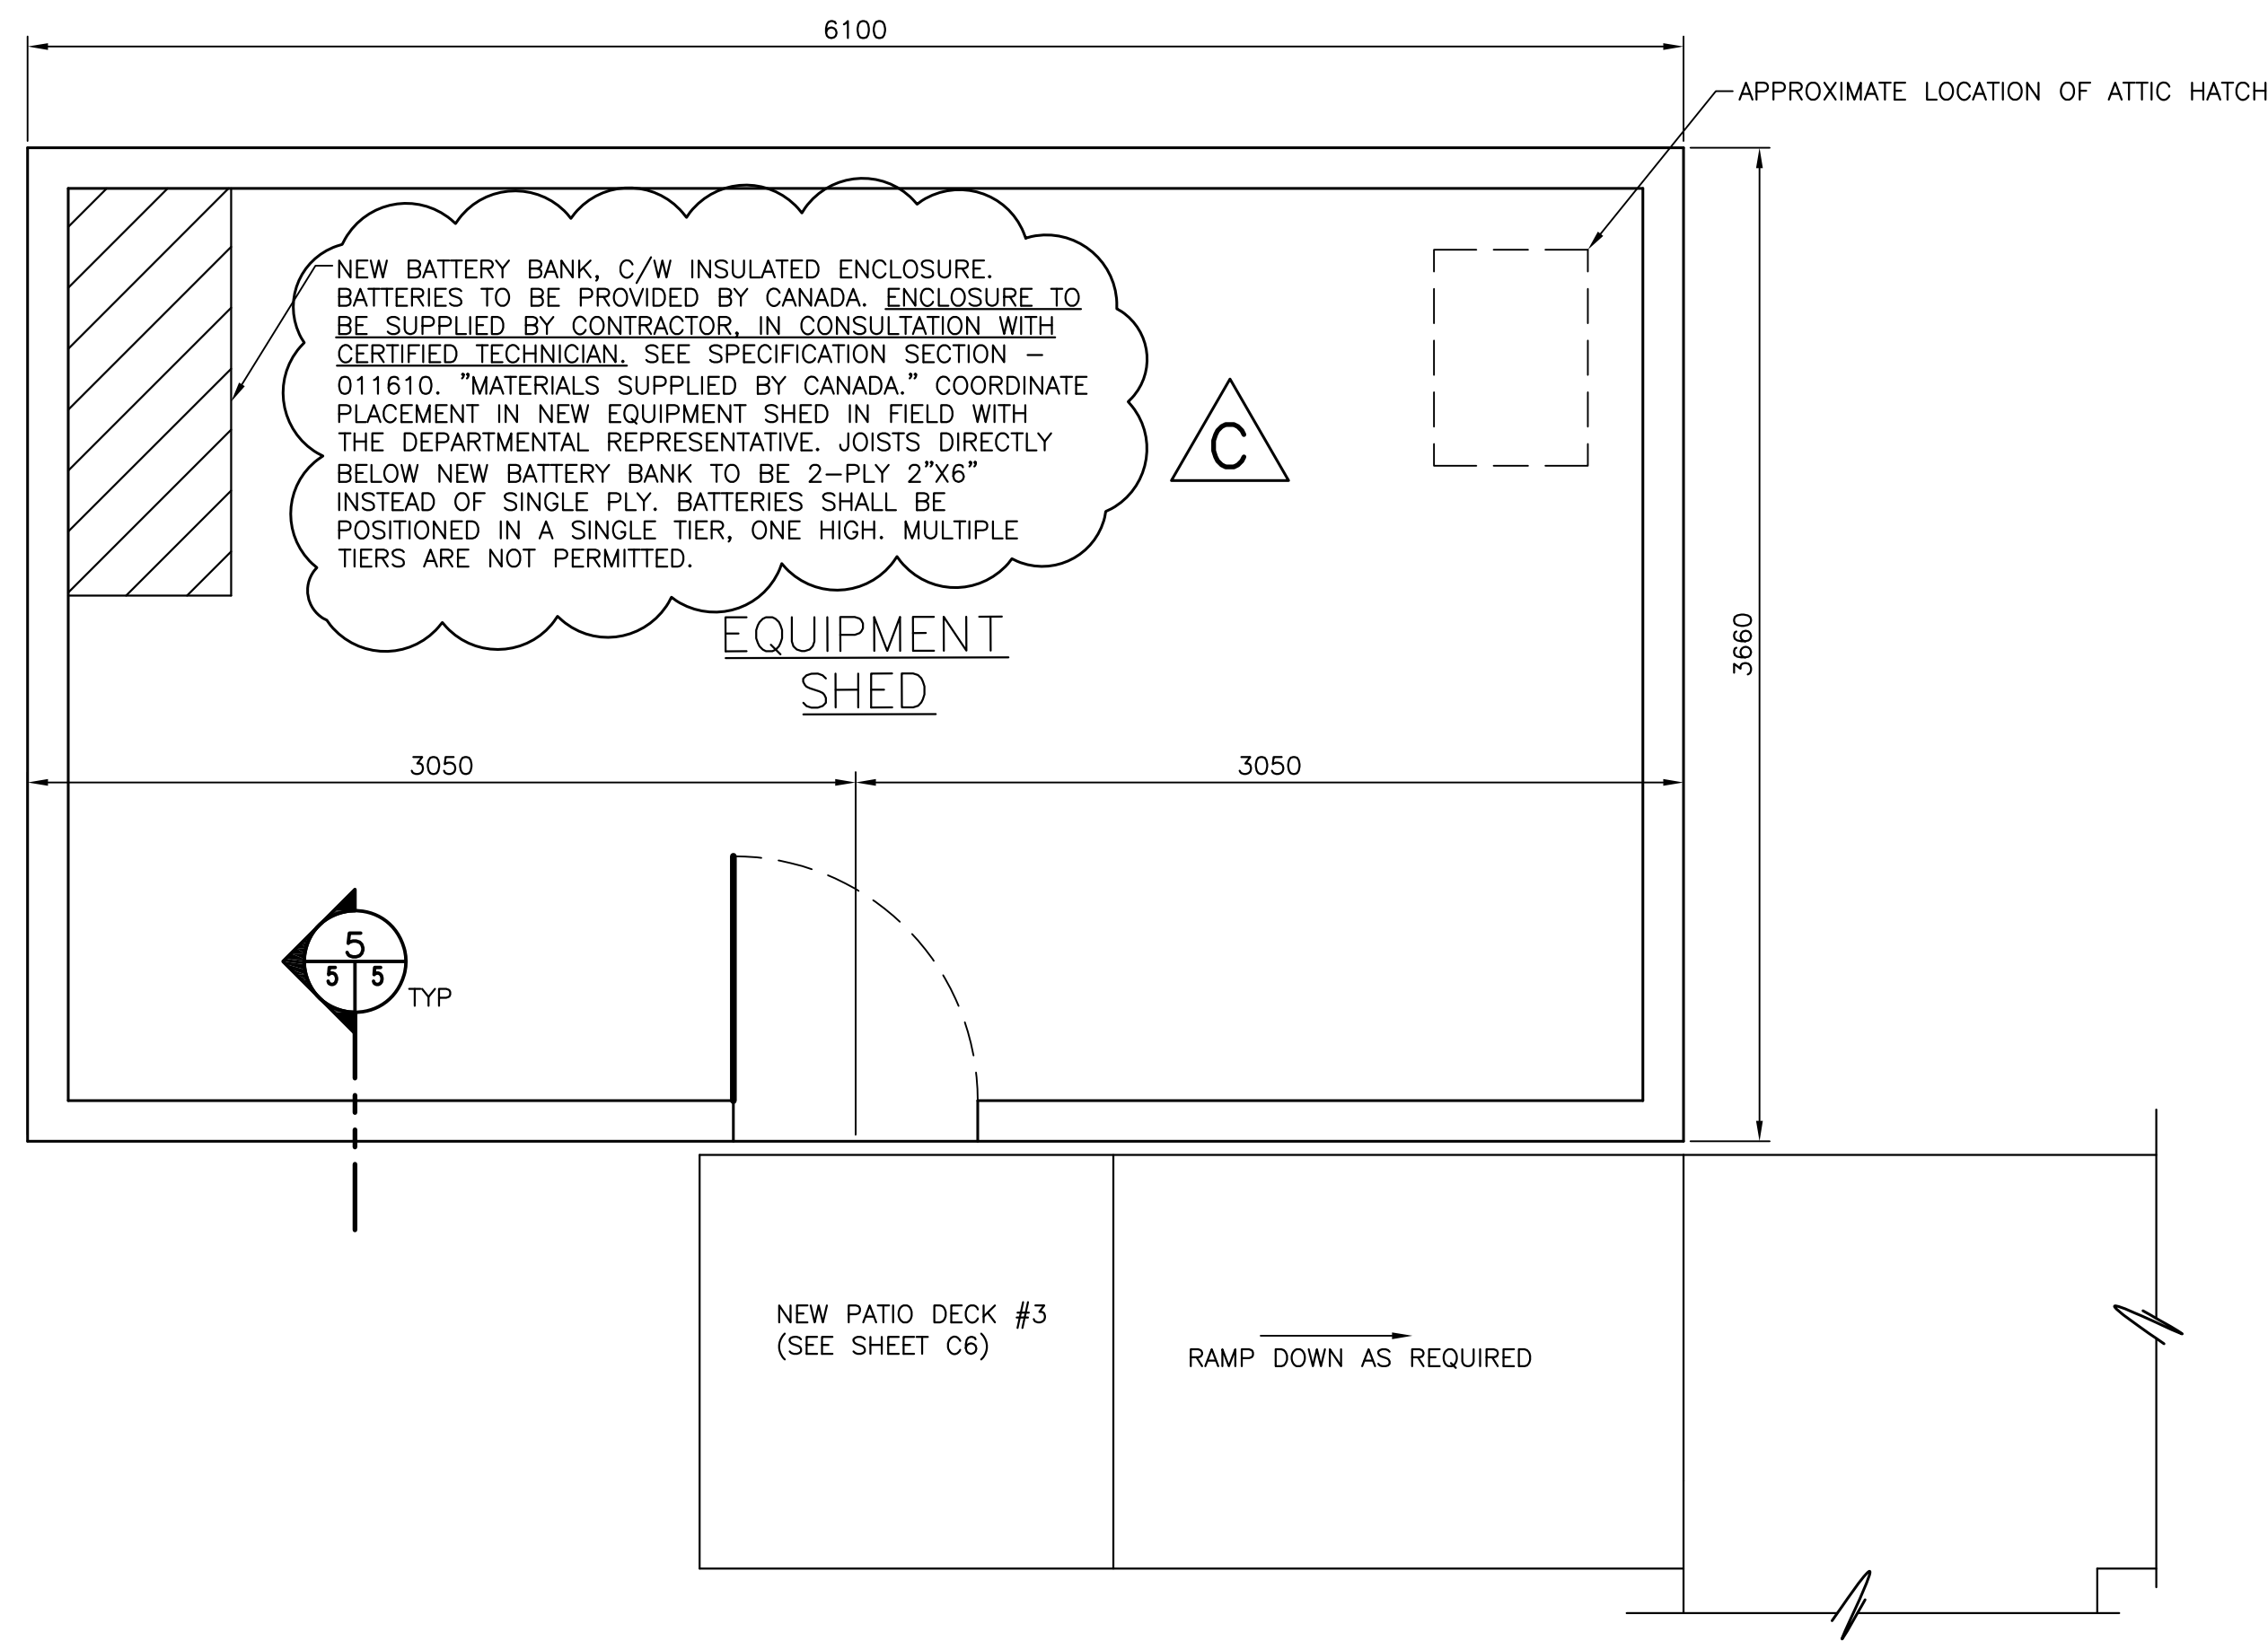 6100
APPROXIMATE LOCATION OF ATTIC HATCH
NEW BATTERY BANK, C/W INSULATED ENCLOSURE.
BATTERIES TO BE PROVIDED BY CANADA. ENCLOSURE TO
BE SUPPLIED BY CONTRACTOR, IN CONSULTATION WITH
CERTIFIED TECHNICIAN. SEE SPECIFICATION SECTION –
011610. "MATERIALS SUPPLIED BY CANADA." COORDINATE
PLACEMENT IN NEW EQUIPMENT SHED IN FIELD WITH
THE DEPARTMENTAL REPRESENTATIVE. JOISTS DIRECTLY
BELOW NEW BATTERY BANK TO BE 2–PLY 2"X6"
INSTEAD OF SINGLE PLY. BATTERIES SHALL BE
POSITIONED IN A SINGLE TIER, ONE HIGH. MULTIPLE
TIERS ARE NOT PERMITTED.
C
EQUIPMENT
SHED
3660
3050
3050
5
5 5
TYP
NEW PATIO DECK #3
(SEE SHEET C6)
RAMP DOWN AS REQUIRED